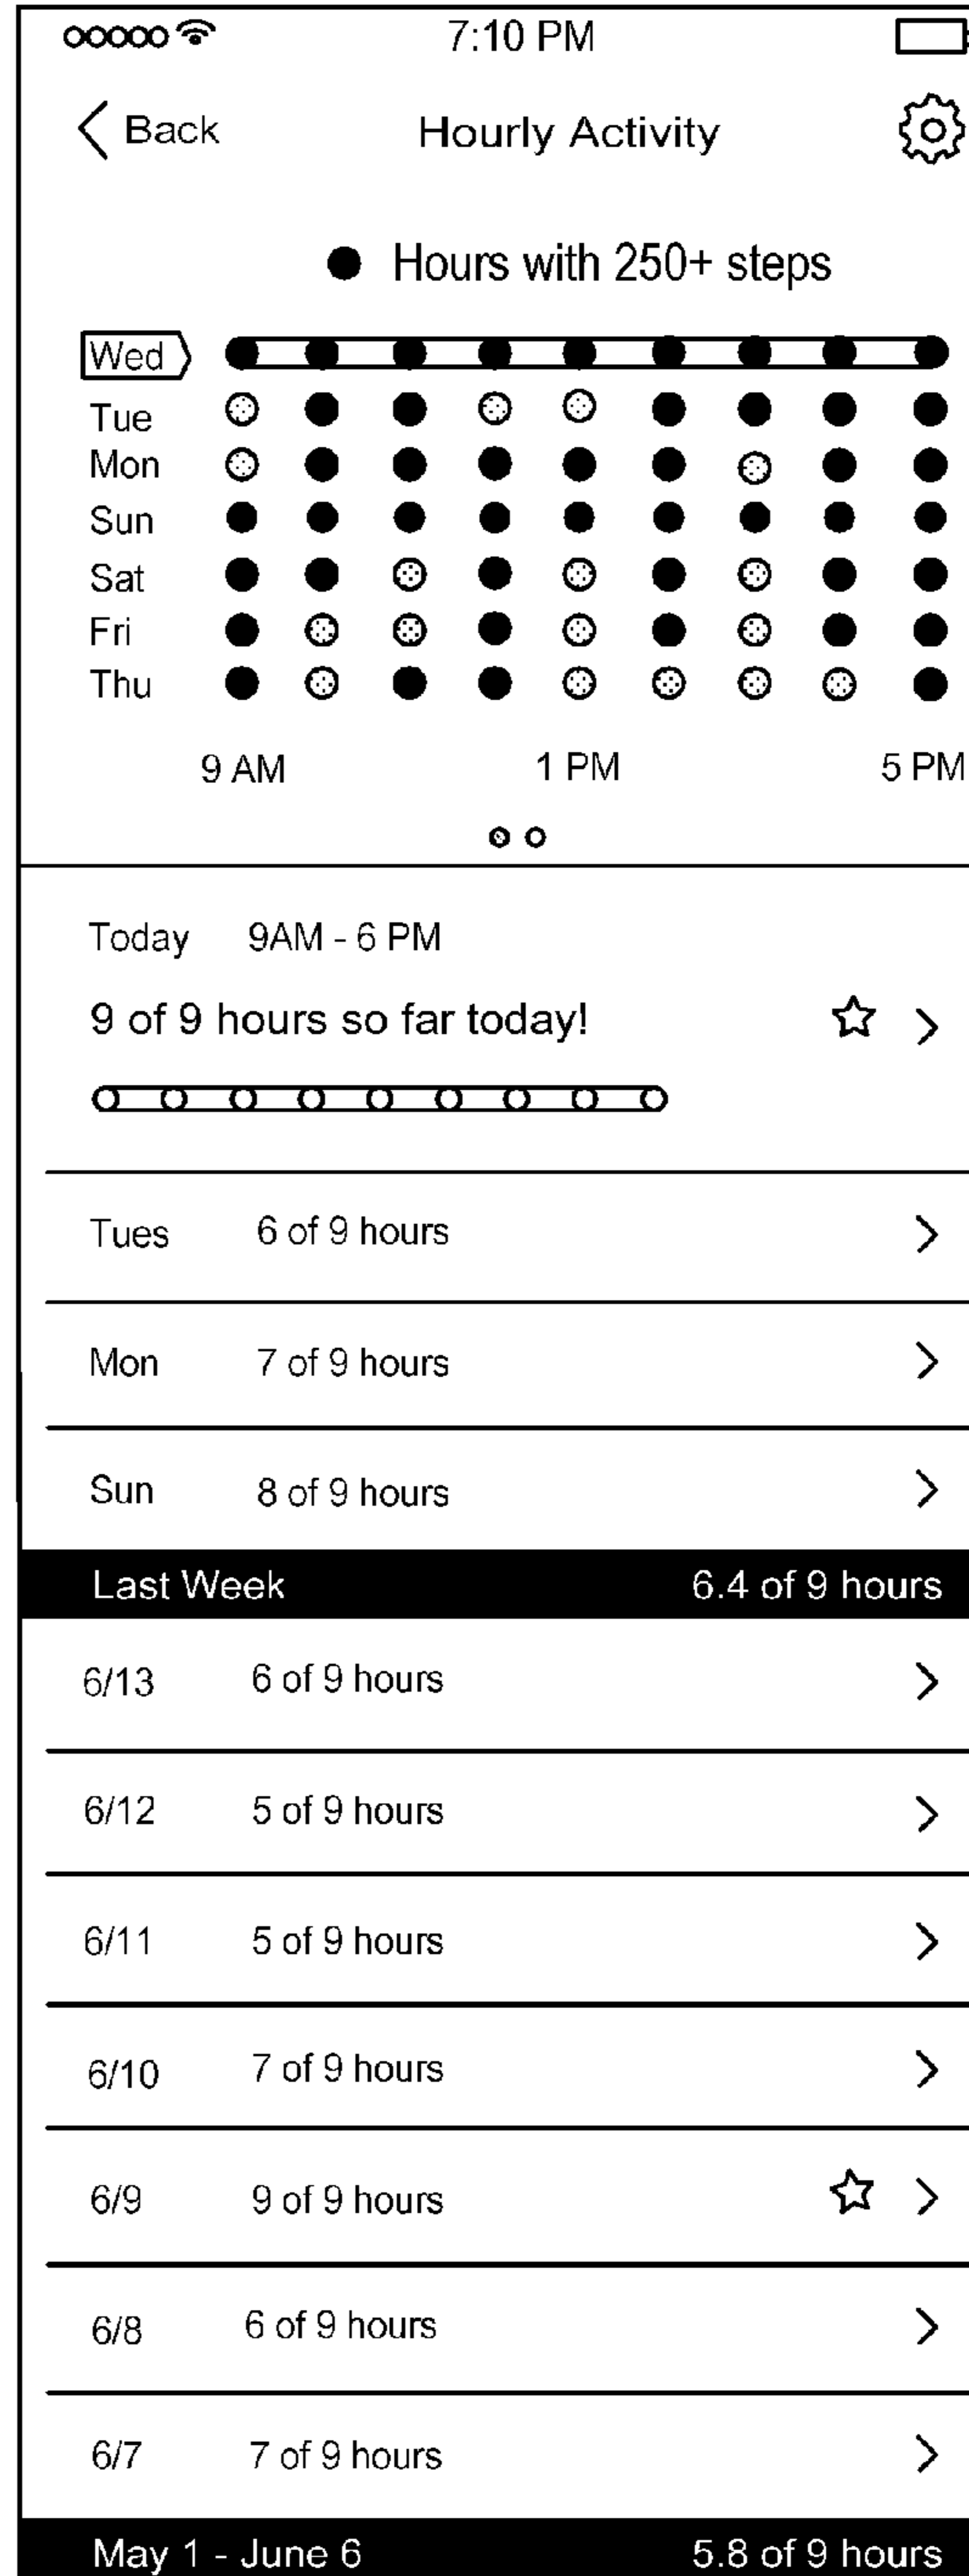 7:10 PM
Back Hourly Activity
Hours with 250+ steps
Wed
Tue
Mon
Sun
Sat
Fri
Thu
9 AM 1 PM 5 PM
Today 9AM - 6 PM
9 of 9 hours so far today!
Tues 6 of 9 hours
Mon 7 of 9 hours
Sun 8 of 9 hours
Last Week 6.4 of 9 hours
6/13 6 of 9 hours
6/12 5 of 9 hours
6/11 5 of 9 hours
6/10 7 of 9 hours
6/9 9 of 9 hours
6/8 6 of 9 hours
6/7 7 of 9 hours
May 1 - June 6 5.8 of 9 hours